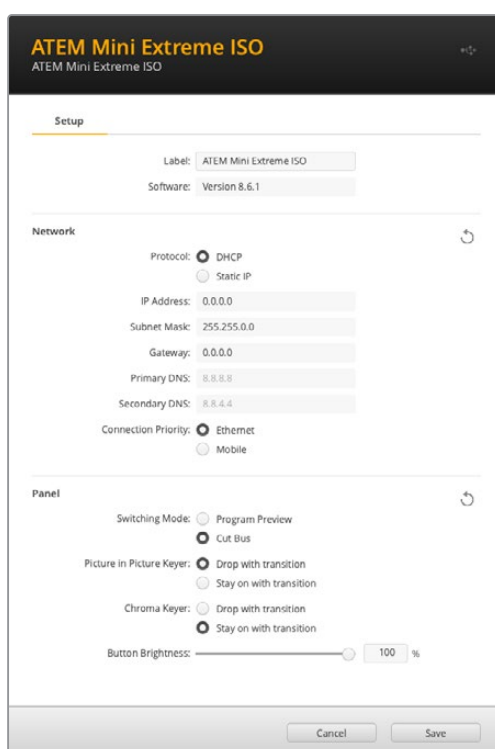 ATEM Mini Extreme ISO
ATEM Mini Extreme ISO
Setup
Label: ATEM Mini Extreme ISO
Software: Version 8.6.1
Network
Protocol: DHCP
Static IP
IP Address: 0.0.0.0
Subnet Mask: 255.255.0.0
Gateway: 0.0.0.0
Primary DNS: 8.8.8.8
Secondary DNS: 8.8.4.4
Connection Priority: Ethernet
Mobile
Panel
Switching Mode: Program Preview
Cut Bus
Picture in Picture Keyer: Drop with transition
Stay on with transition
Chroma Keyer: Drop with transition
Stay on with transition
Button Brightness: 100 %
Cancel Save